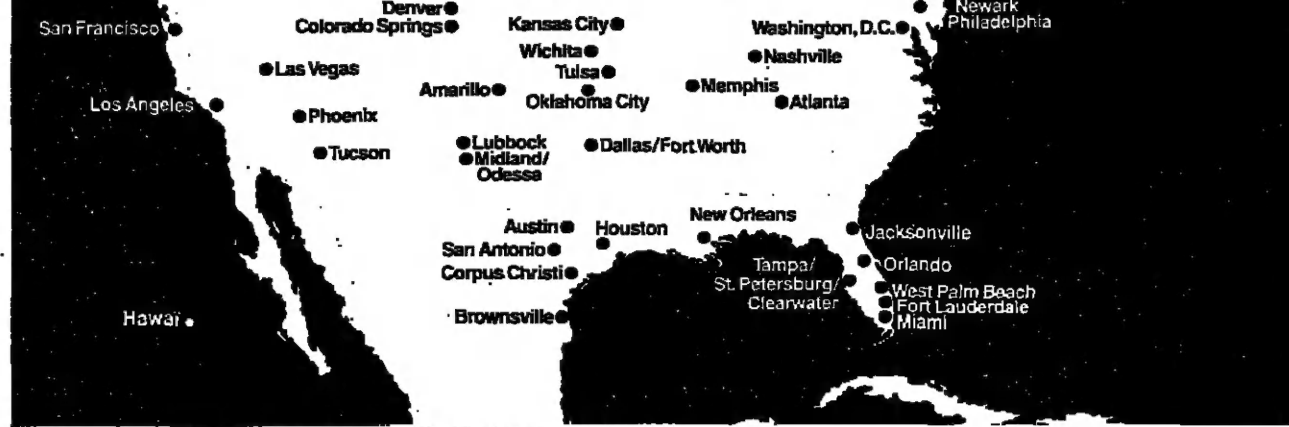 Newark
Denver
Philadelphia
San Francisco
Colorado Springs
Kansas City
Washington, D.C.
Wichita
Nashville
Las Vegas
Tulsa
Amarillo
Memphis
Oklahoma City
Los Angeles
Atlanta
Phoenix
Lubbock
Dallas/Fort Worth
Tucson
Midland/
Odessa
New Orleans
Austin
Houston
Jacksonville
San Antonio
Tampa/
St. Petersburg/
Clearwater
Orlando
Corpus Christi
West Palm Beach
Fort Lauderdale
Miami
Hawaï
Brownsville